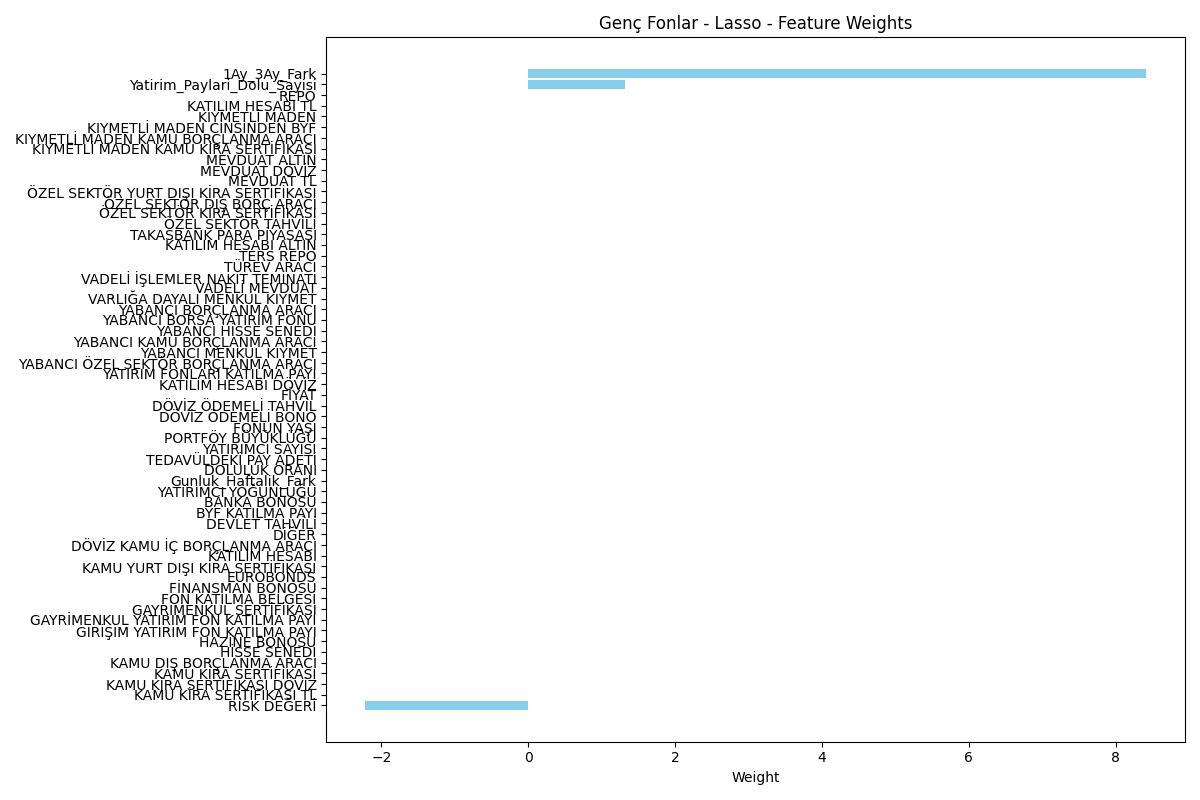 Genç Fonlar - Lasso - Feature Weights
1Ay_3Ay_Fark
Yatirim_Paylari_Dolu_Sayisi
REPO
KATILIM HESABI TL
KIYMETLİ MADEN
KIYMETLİ MADEN CİNSİNDEN BYF
KIYMETLİ MADEN KAMU BORÇLANMA ARACI
KIYMETLİ MADEN KAMU KİRA SERTİFİKASI
MEVDUAT ALTIN
MEVDUAT DÖVİZ
MEVDUAT TL
ÖZEL SEKTÖR YURT DIŞI KİRA SERTİFİKASI
ÖZEL SEKTÖR DIŞ BORÇ ARACI
ÖZEL SEKTÖR KİRA SERTİFİKASI
ÖZEL SEKTÖR TAHVİLİ
TAKASBANK PARA PİYASASI
KATILIM HESABI ALTIN
TERS REPO
TÜREV ARACI
VADELİ İŞLEMLER NAKİT TEMİNATI
VADELİ MEVDUAT
VARLIĞA DAYALI MENKUL KIYMET
YABANCI BORÇLANMA ARACI
YABANCI BORSA YATIRIM FONU
YABANCI HİSSE SENEDİ
YABANCI KAMU BORÇLANMA ARACI
YABANCI MENKUL KIYMET
YABANCI ÖZEL SEKTÖR BORÇLANMA ARACI
YATIRIM FONLARI KATILMA PAYI
KATILIM HESABI DÖVİZ
FİYAT
DÖVİZ ÖDEMELİ TAHVİL
DÖVİZ ÖDEMELİ BONO
FONUN YAŞI
PORTFÖY BÜYÜKLÜĞÜ
YATIRIMCI SAYISI
TEDAVÜLDEKİ PAY ADETİ
DOLULUK ORANI
Gunluk_Haftalik_Fark
YATIRIMCI YOĞUNLUĞU
BANKA BONOSU
BYF KATILMA PAYI
DEVLET TAHVİLİ
DİĞER
DÖVİZ KAMU İÇ BORÇLANMA ARACI
KATILIM HESABI
KAMU YURT DIŞI KİRA SERTİFİKASI
EUROBONDS
FİNANSMAN BONOSU
FON KATILMA BELGESİ
GAYRİMENKUL SERTİFİKASI
GAYRİMENKUL YATIRIM FON KATILMA PAYI
GİRİŞİM YATIRIM FON KATILMA PAYI
HAZİNE BONOSU
HİSSE SENEDİ
KAMU DIŞ BORÇLANMA ARACI
KAMU KİRA SERTİFİKASI
KAMU KİRA SERTİFİKASI DÖVİZ
KAMU KİRA SERTİFİKASI TL
RİSK DEĞERİ
−2 0 2 4 6 8
Weight